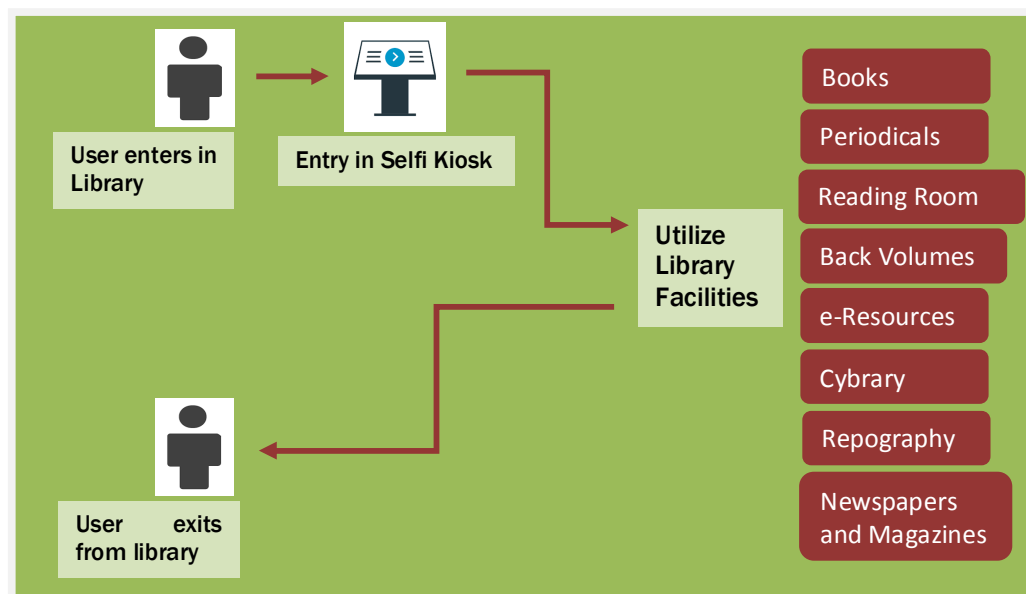 User enters in
Library
Entry in Selfi Kiosk
Utilize
Library
Facilities
User exits
from library
Books
Periodicals
Reading Room
Back Volumes
e-Resources
Cybrary
Repography
Newspapers
and Magazines